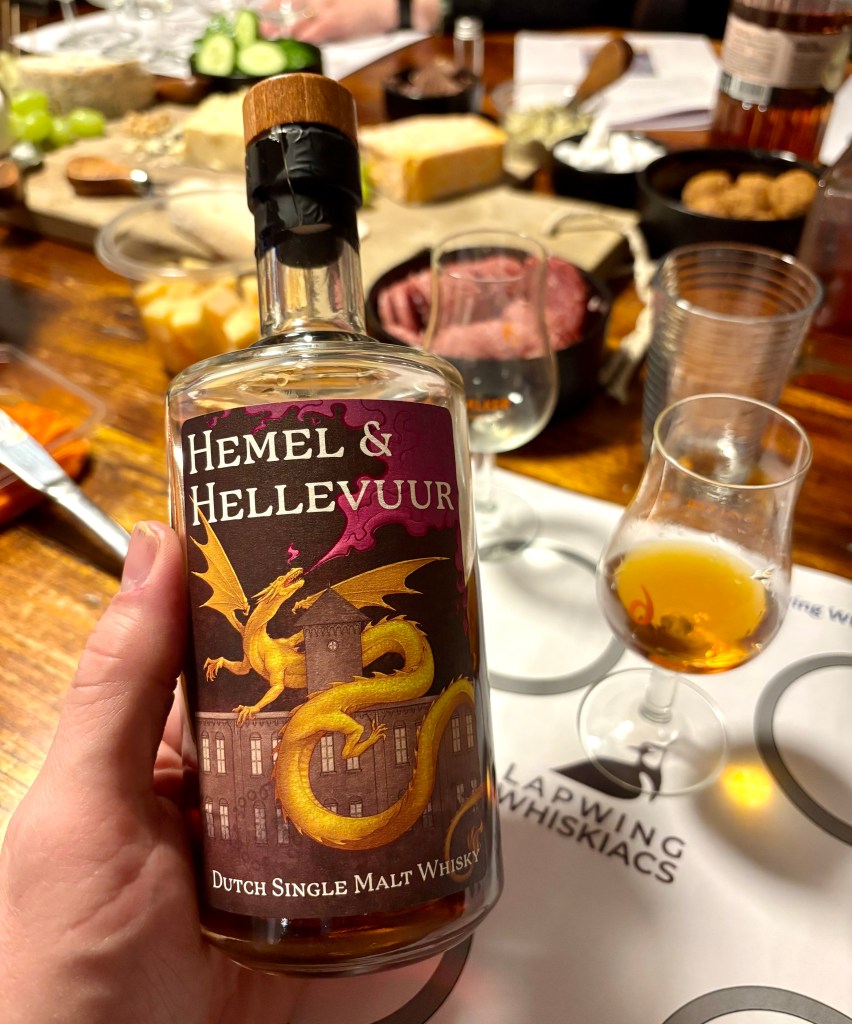 HEMEL &
HELLEVUUR
DUTCH SINGLE MALT WHISKY
LAPWING
WHISKIACS